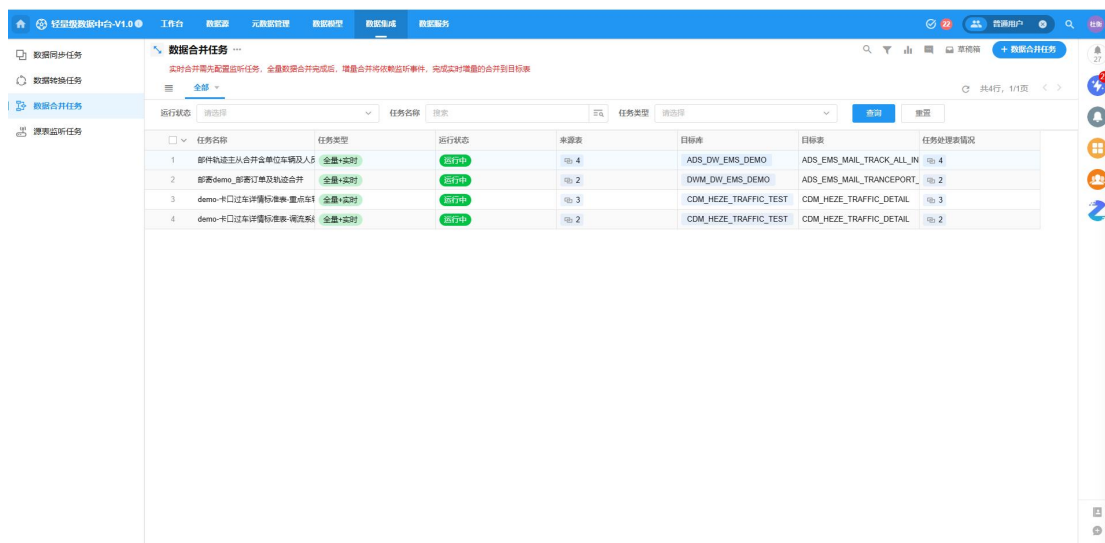 轻量级数据中台-V1.0 工作台 数据源 元数据管理 数据模型 数据集成 数据服务 22 普源用户
数据同步任务
数据转换任务
数据合并任务
源表监听任务
数据合并任务 ···
草稿箱 + 数据合并任务
27
实时合并需先配置监听任务，全量数据合并完成后，增量合并将依赖监听事件，完成实时增量的合并到目标表
全部 共4行，1/1页
运行状态 请选择 任务名称 搜索 任务类型 请选择 查询 重置
任务名称 任务类型 运行状态 来源表 目标库 目标表 任务处理表情况
1 邮件轨迹主从合并含单位车辆及人员 全量+实时 运行中 4 ADS_DW_EMS_DEMO ADS_EMS_MAIL_TRACK_ALL_IN 4
2 邮寄demo_邮寄订单及轨迹合并 全量+实时 运行中 2 DWM_DW_EMS_DEMO ADS_EMS_MAIL_TRANCEPORT_ 2
3 demo-卡口过车详情标准表-重点车辆 全量+实时 运行中 3 CDM_HEZE_TRAFFIC_TEST CDM_HEZE_TRAFFIC_DETAIL 3
4 demo-卡口过车详情标准表-调流系统 全量+实时 运行中 2 CDM_HEZE_TRAFFIC_TEST CDM_HEZE_TRAFFIC_DETAIL 2